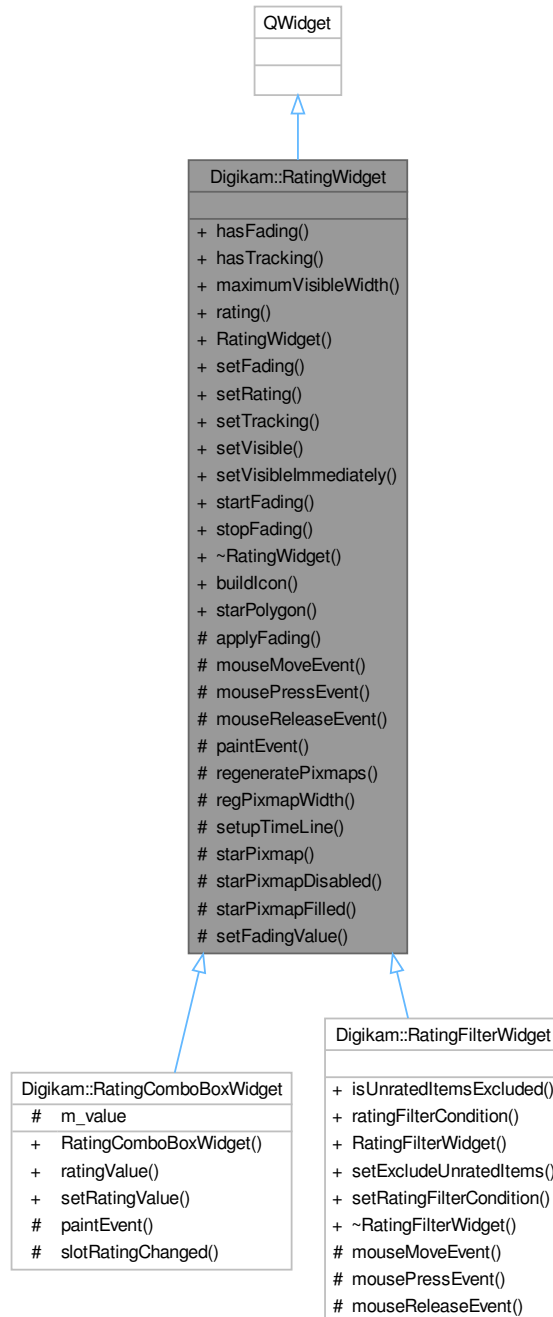 QWidget
Digikam::RatingWidget
+ hasFading()
+ hasTracking()
+ maximumVisibleWidth()
+ rating()
+ RatingWidget()
+ setFading()
+ setRating()
+ setTracking()
+ setVisible()
+ setVisibleImmediately()
+ startFading()
+ stopFading()
+ ~RatingWidget()
+ buildIcon()
+ starPolygon()
# applyFading()
# mouseMoveEvent()
# mousePressEvent()
# mouseReleaseEvent()
# paintEvent()
# regeneratePixmaps()
# regPixmapWidth()
# setupTimeLine()
# starPixmap()
# starPixmapDisabled()
# starPixmapFilled()
# setFadingValue()
Digikam::RatingComboBoxWidget
# m_value
+ RatingComboBoxWidget()
+ ratingValue()
+ setRatingValue()
# paintEvent()
# slotRatingChanged()
Digikam::RatingFilterWidget
+ isUnratedItemsExcluded()
+ ratingFilterCondition()
+ RatingFilterWidget()
+ setExcludeUnratedItems()
+ setRatingFilterCondition()
+ ~RatingFilterWidget()
# mouseMoveEvent()
# mousePressEvent()
# mouseReleaseEvent()